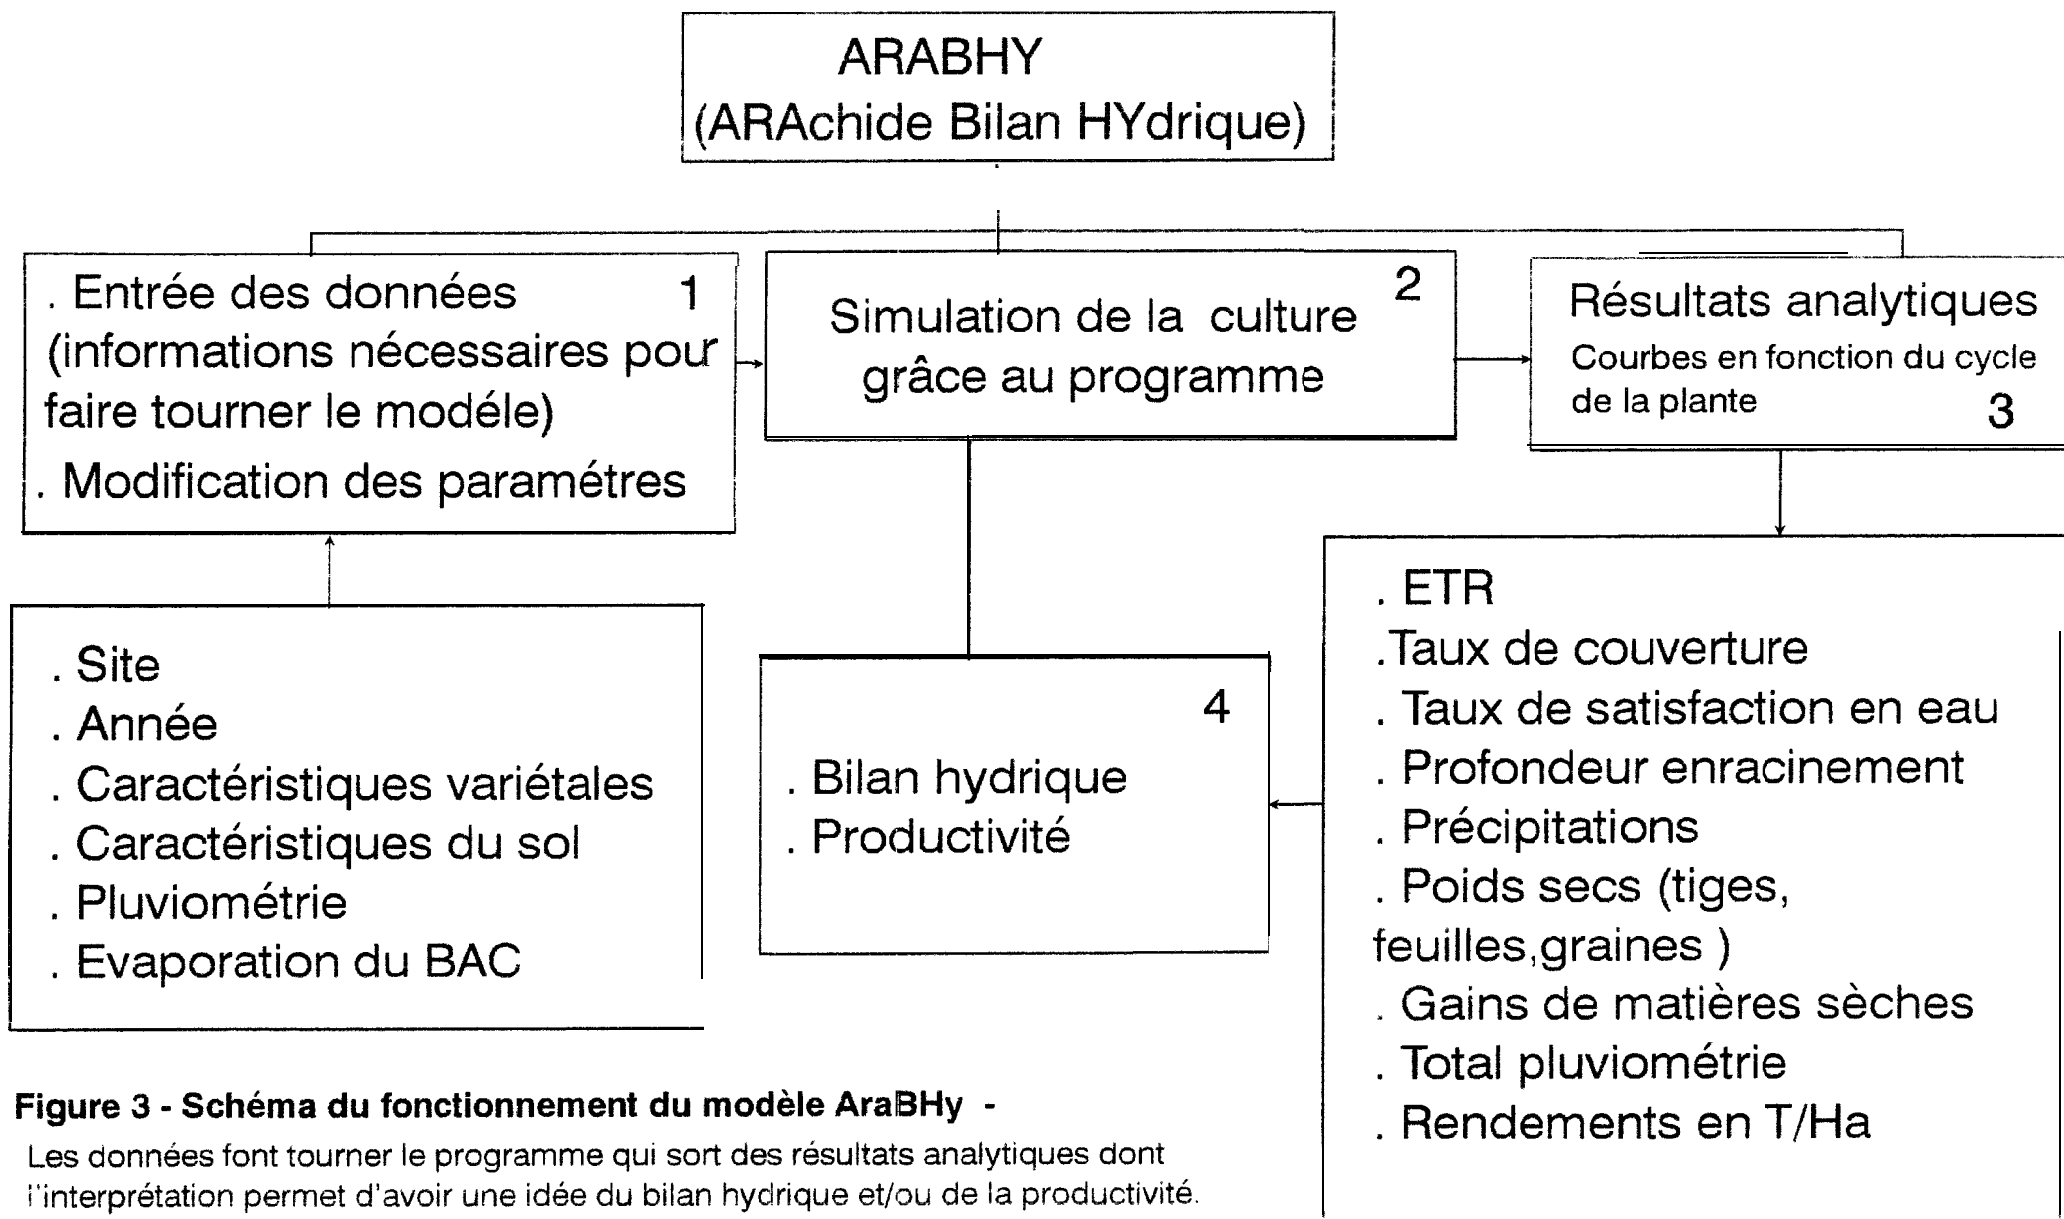 ARABHY
(ARAchide Bilan HYdrique)
. Entrée des données 1
(informations nécessaires pour
faire tourner le modéle)
. Modification des paramétres
2
Simulation de la culture
grâce au programme
Résultats analytiques
Courbes en fonction du cycle
de la plante
3
. Site
. Année
. Caractéristiques variétales
. Caractéristiques du sol
. Pluviométrie
. Evaporation du BAC
4
. Bilan hydrique
. Productivité
. ETR
.Taux de couverture
. Taux de satisfaction en eau
. Profondeur enracinement
. Précipitations
. Poids secs (tiges,
feuilles,graines )
. Gains de matières sèches
. Total pluviométrie
. Rendements en T/Ha
Figure 3 - Schéma du fonctionnement du modèle AraBHy -
Les données font tourner le programme qui sort des résultats analytiques dont
l'interprétation permet d'avoir une idée du bilan hydrique et/ou de la productivité.